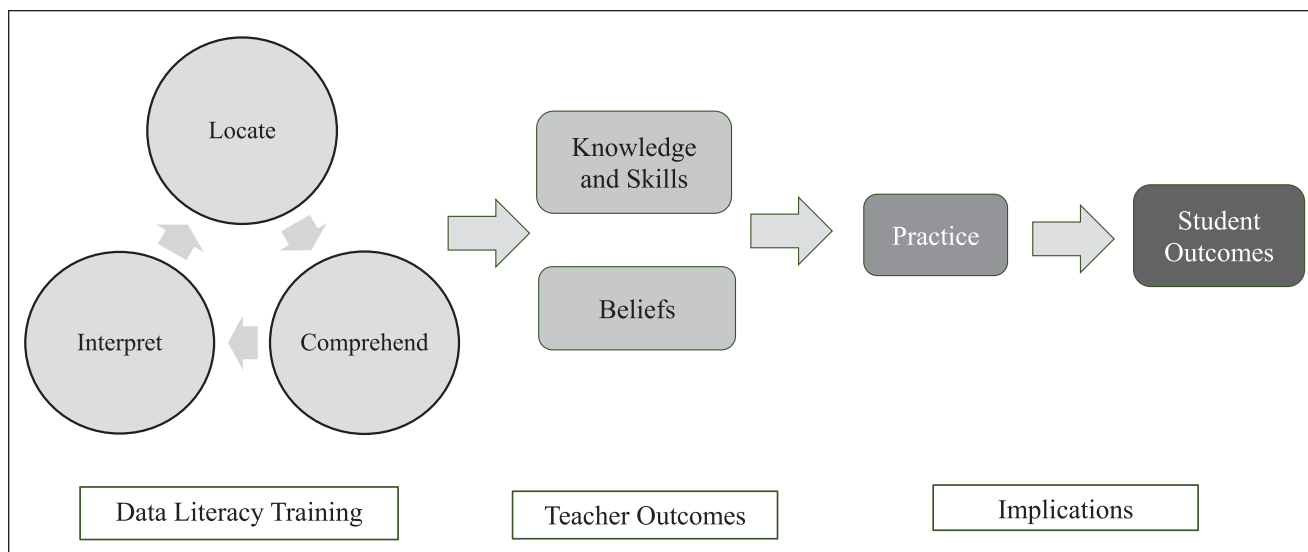 Locate
Interpret
Comprehend
Knowledge
and Skills
Beliefs
Practice
Student
Outcomes
Data Literacy Training
Teacher Outcomes
Implications